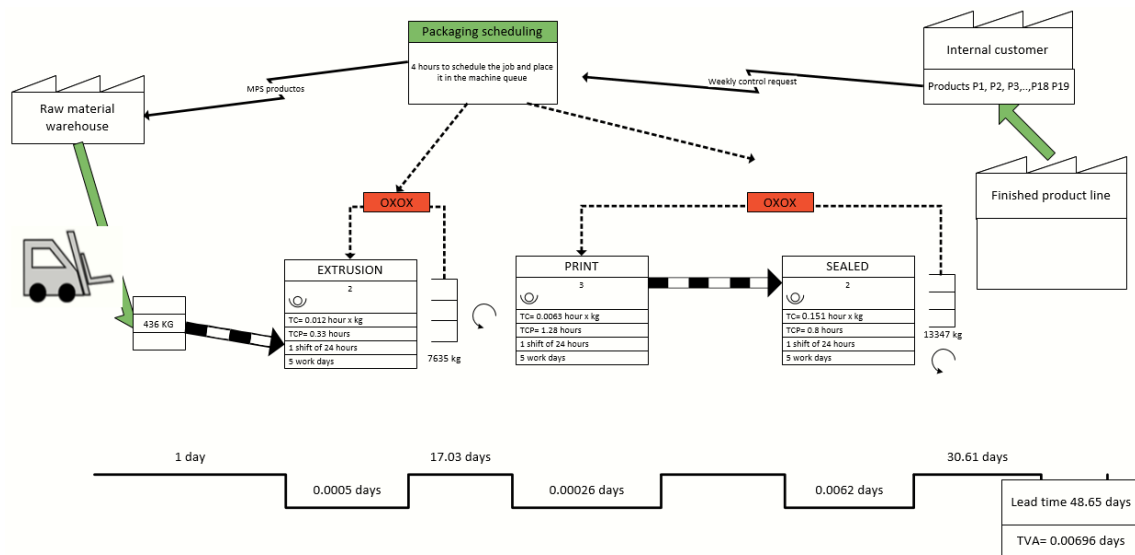 Packaging scheduling
4 hours to schedule the job and place
it in the machine queue
Internal customer
Products P1, P2, P3,..,P18 P19
Weekly control request
MPS productos
Raw material
warehouse
Finished product line
OXOX
OXOX
436 KG
EXTRUSION
2
TC= 0.012 hour x kg
TCP= 0.33 hours
1 shift of 24 hours
5 work days
7635 kg
PRINT
3
TC= 0.0063 hour x kg
TCP= 1.28 hours
1 shift of 24 hours
5 work days
SEALED
2
TC= 0.151 hour x kg
TCP= 0.8 hours
1 shift of 24 hours
5 work days
13347 kg
1 day
17.03 days
30.61 days
0.0005 days
0.00026 days
0.0062 days
Lead time 48.65 days
TVA= 0.00696 days